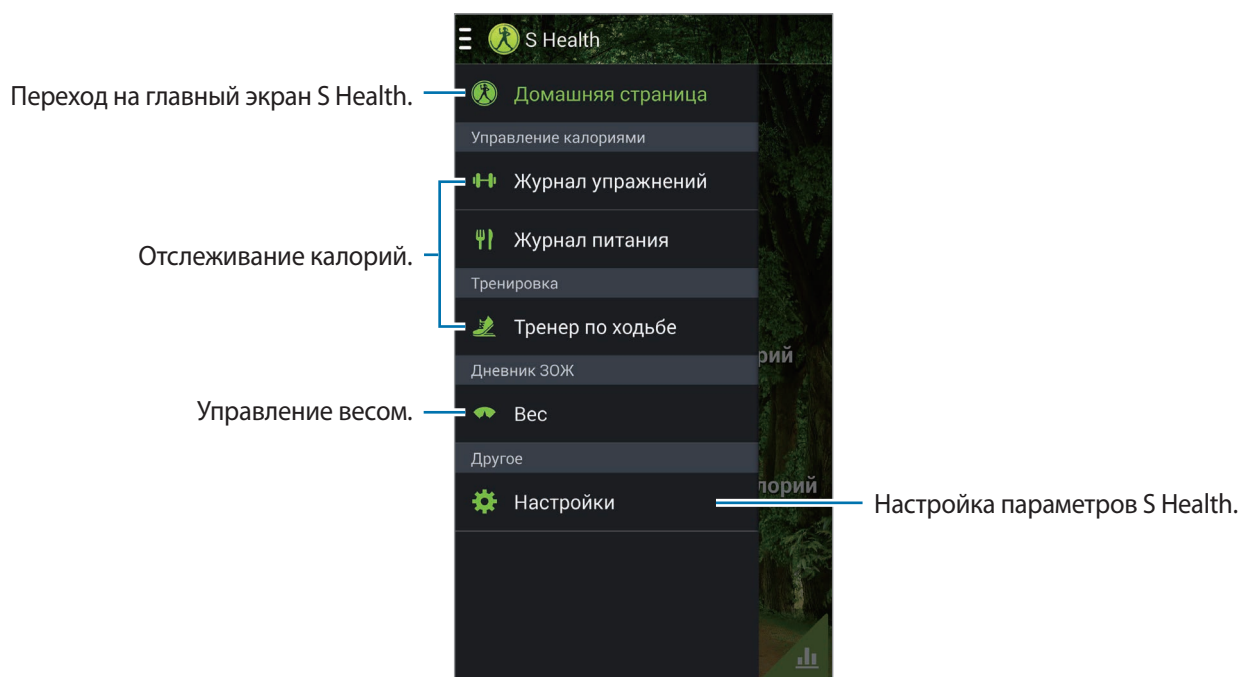 S Health
Переход на главный экран S Health.
Домашняя страница
Управление калориями
Журнал упражнений
Отслеживание калорий.
Журнал питания
Тренировка
Тренер по ходьбе
рий
Дневник ЗОЖ
Управление весом.
Вес
Другое
лорий
Настройки
Настройка параметров S Health.